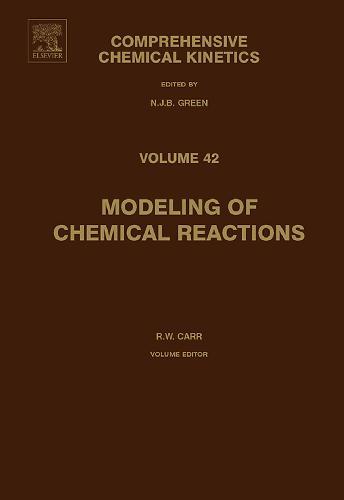 ELSEVIER
COMPREHENSIVE
CHEMICAL KINETICS
EDITED BY
N.J.B. GREEN
VOLUME 42
MODELING OF
CHEMICAL REACTIONS
R.W. CARR
VOLUME EDITOR